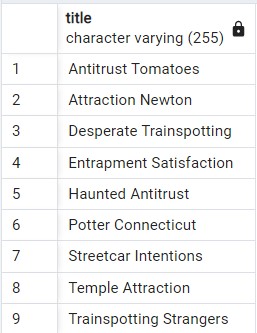 title
character varying (255)
1 Antitrust Tomatoes
2 Attraction Newton
3 Desperate Trainspotting
4 Entrapment Satisfaction
5 Haunted Antitrust
6 Potter Connecticut
7 Streetcar Intentions
8 Temple Attraction
9 Trainspotting Strangers